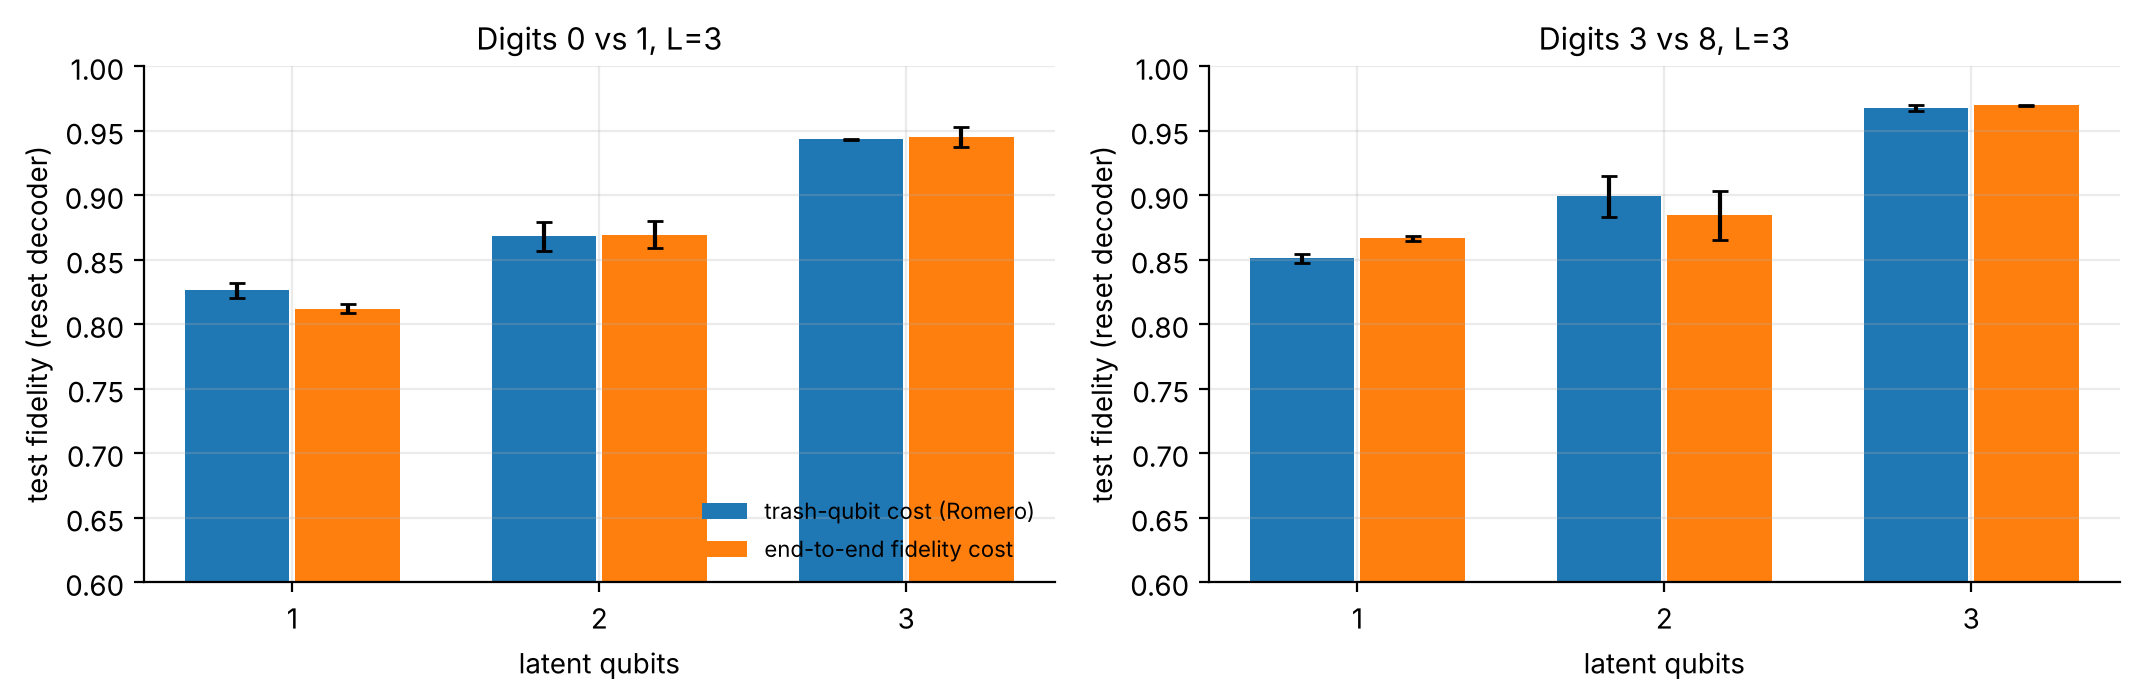 Digits 0 vs 1, L=3
test fidelity (reset decoder)
1.00
0.95
0.90
0.85
0.80
0.75
0.70
0.65
0.60
trash-qubit cost (Romero)
end-to-end fidelity cost
1 2 3
latent qubits
Digits 3 vs 8, L=3
test fidelity (reset decoder)
1.00
0.95
0.90
0.85
0.80
0.75
0.70
0.65
0.60
1 2 3
latent qubits